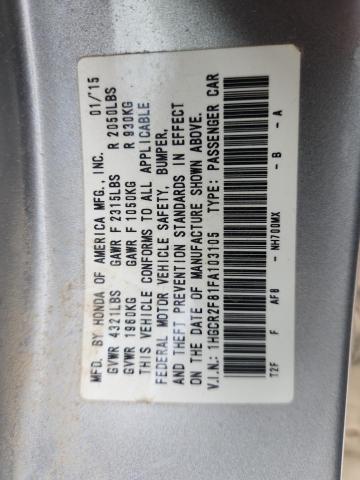 MFD. BY HONDA OF AMERICA MFG., INC. 01/15
GVWR 4321LBS GAWR F 2315LBS R 2050LBS
GVWR 1960KG GAWR F 1050KG R 930KG
THIS VEHICLE CONFORMS TO ALL APPLICABLE
FEDERAL MOTOR VEHICLE SAFETY, BUMPER,
AND THEFT PREVENTION STANDARDS IN EFFECT
ON THE DATE OF MANUFACTURE SHOWN ABOVE.
V.I.N.: 1HGCR2F81FA103105 TYPE: PASSENGER CAR
T2F F AF8 - NH700MX - B - A